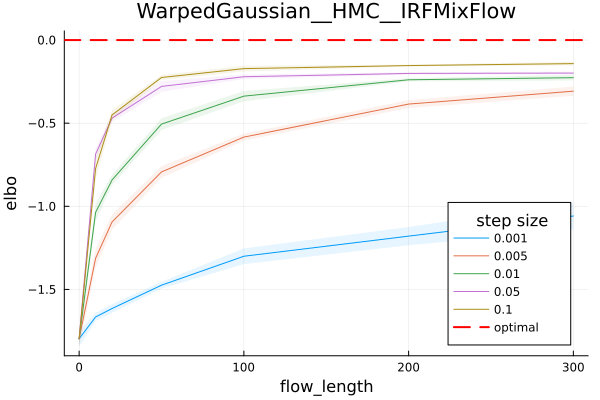 WarpedGaussian__HMC__IRFMixFlow
elbo
0.0
−0.5
−1.0
−1.5
step size
0.001
0.005
0.01
0.05
0.1
optimal
0
100
200
300
flow_length